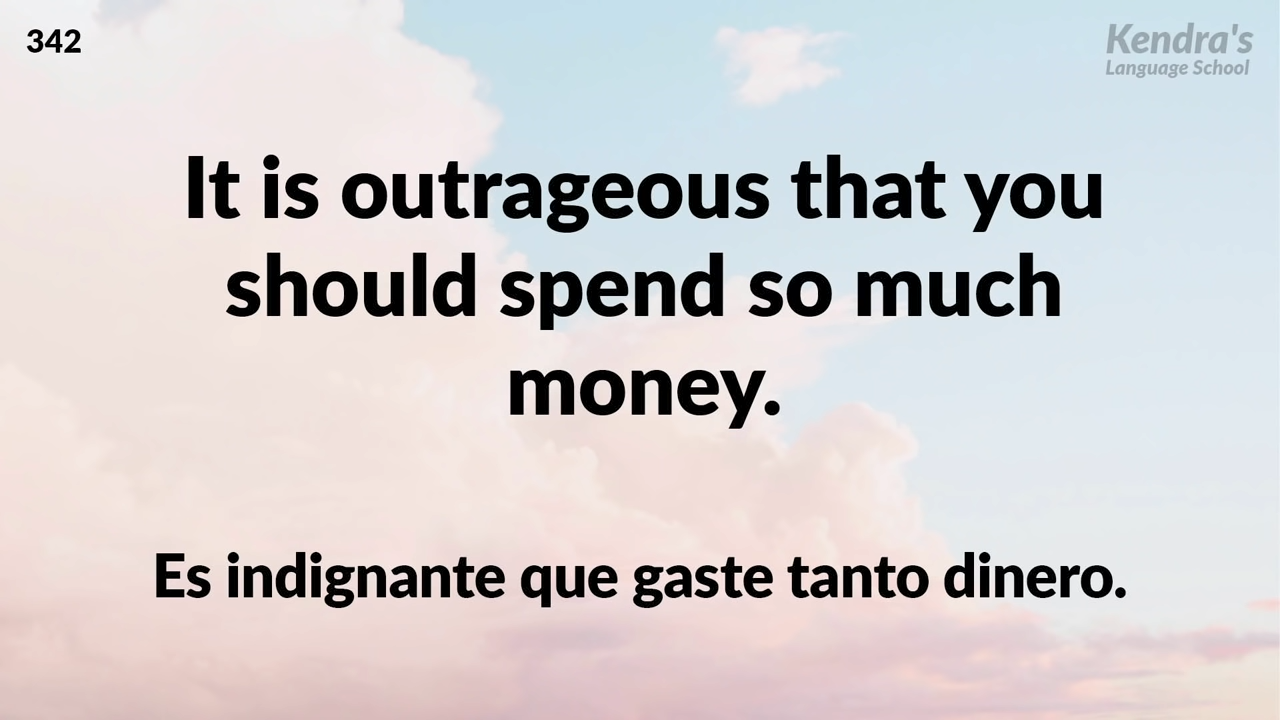 342
Kendra's
Language School
It is outrageous that you
should spend so much
money.
Es indignante que gaste tanto dinero.